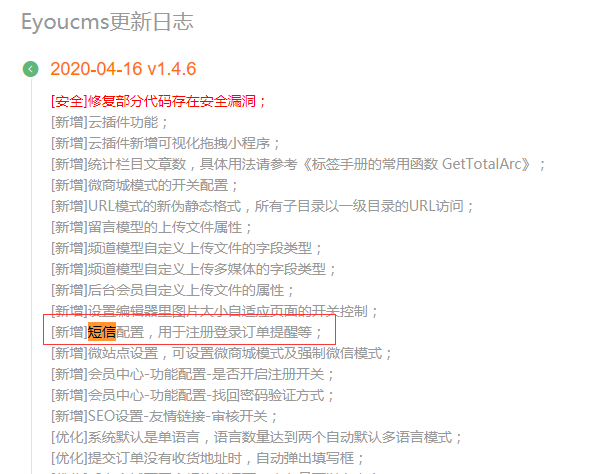 Eyoucms更新日志
2020-04-16 v1.4.6
[安全]修复部分代码存在安全漏洞；
[新增]云插件功能；
[新增]云插件新增可视化拖拽小程序；
[新增]统计栏目文章数，具体用法请参考《标签手册的常用函数 GetTotalArc》；
[新增]微商城模式的开关配置；
[新增]URL模式的新伪静态格式，所有子目录以一级目录的URL访问；
[新增]留言模型的上传文件属性；
[新增]频道模型自定义上传文件的字段类型；
[新增]频道模型自定义上传多媒体的字段类型；
[新增]后台会员自定义上传文件的属性；
[新增]设置编辑器里图片大小自适应页面的开关控制；
[新增]短信配置，用于注册登录订单提醒等；
[新增]微站点设置，可设置微商城模式及强制微信模式；
[新增]会员中心-功能配置-是否开启注册开关；
[新增]会员中心-功能配置-找回密码验证方式；
[新增]SEO设置-友情链接-审核开关；
[优化]系统默认是单语言，语言数量达到两个自动默认多语言模式；
[优化]提交订单没有收货地址时，自动弹出填写框；